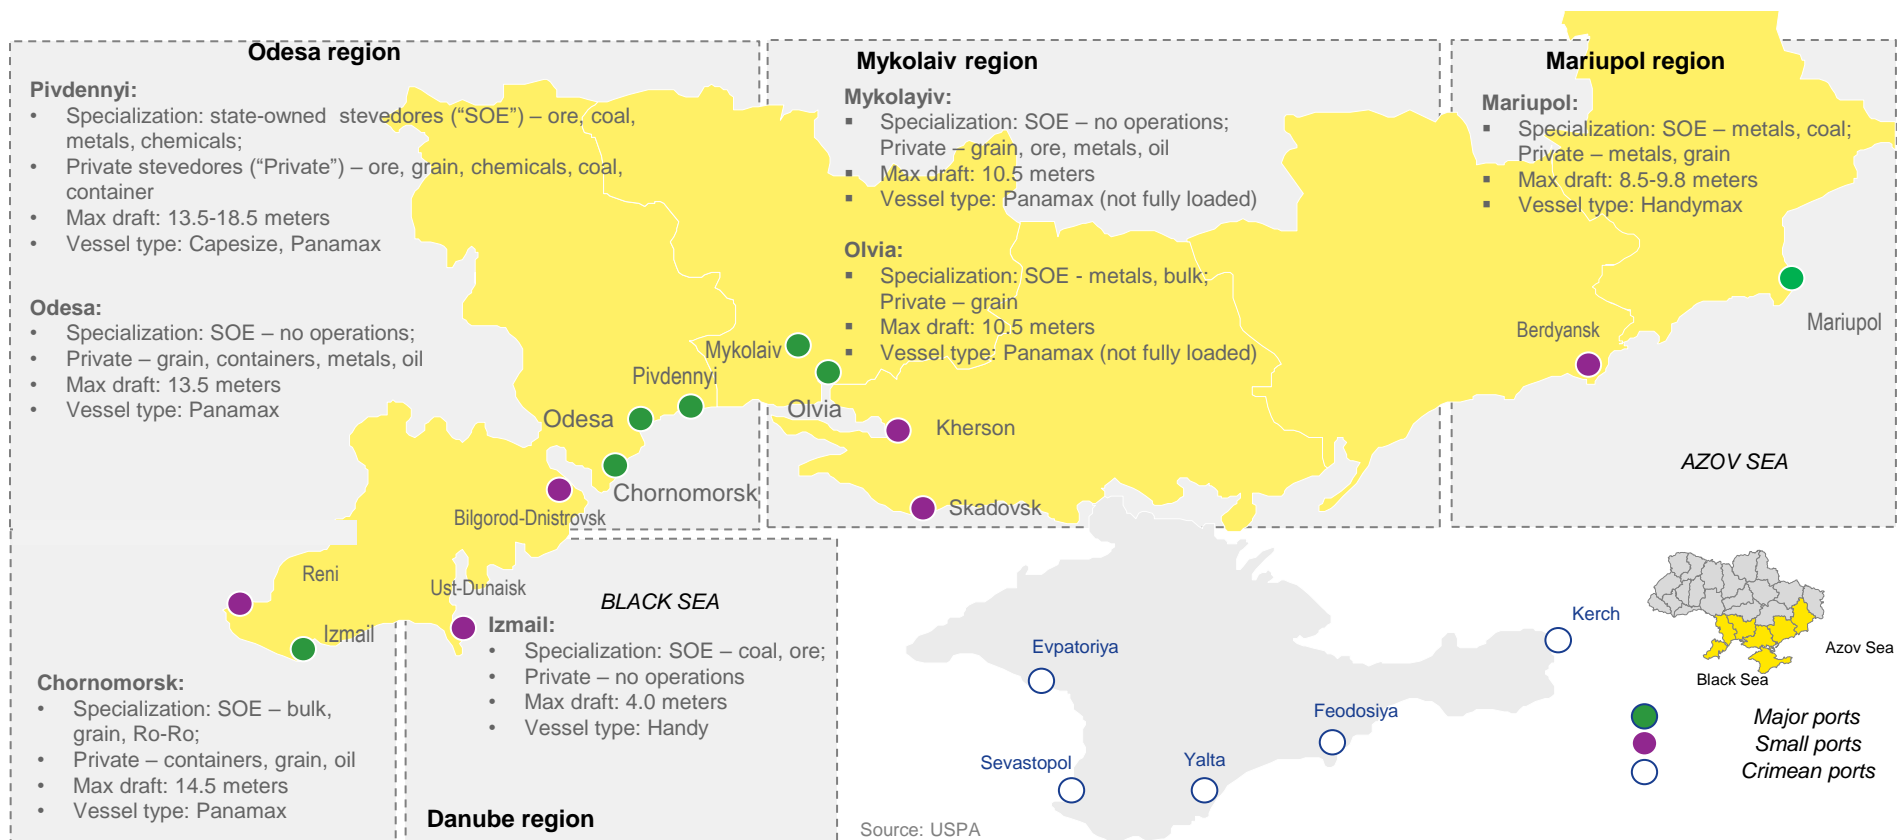 Odesa region
Pivdennyi:
• Specialization: state-owned stevedores (“SOE”) – ore, coal,
metals, chemicals;
• Private stevedores (“Private”) – ore, grain, chemicals, coal,
container
• Max draft: 13.5-18.5 meters
• Vessel type: Capesize, Panamax
Odesa:
• Specialization: SOE – no operations;
• Private – grain, containers, metals, oil
• Max draft: 13.5 meters
• Vessel type: Panamax
Mykolaiv region
Mykolayiv:
▪ Specialization: SOE – no operations;
Private – grain, ore, metals, oil
▪ Max draft: 10.5 meters
▪ Vessel type: Panamax (not fully loaded)
Olvia:
▪ Specialization: SOE - metals, bulk;
Private – grain
▪ Max draft: 10.5 meters
▪ Vessel type: Panamax (not fully loaded)
Mariupol region
Mariupol:
▪ Specialization: SOE – metals, coal;
Private – metals, grain
▪ Max draft: 8.5-9.8 meters
▪ Vessel type: Handymax
Mariupol
Berdyansk
Mykolaiv
Pivdennyi
Olvia
Odesa
Kherson
Chornomorsk
Skadovsk
Bilgorod-Dnistrovsk
AZOV SEA
Reni
Ust-Dunaisk
Izmail
BLACK SEA
Chornomorsk:
• Specialization: SOE – bulk,
grain, Ro-Ro;
• Private – containers, grain, oil
• Max draft: 14.5 meters
• Vessel type: Panamax
Izmail:
• Specialization: SOE – coal, ore;
• Private – no operations
• Max draft: 4.0 meters
• Vessel type: Handy
Danube region
Evpatoriya
Kerch
Feodosiya
Sevastopol
Yalta
Azov Sea
Black Sea
Major ports
Small ports
Crimean ports
Source: USPA